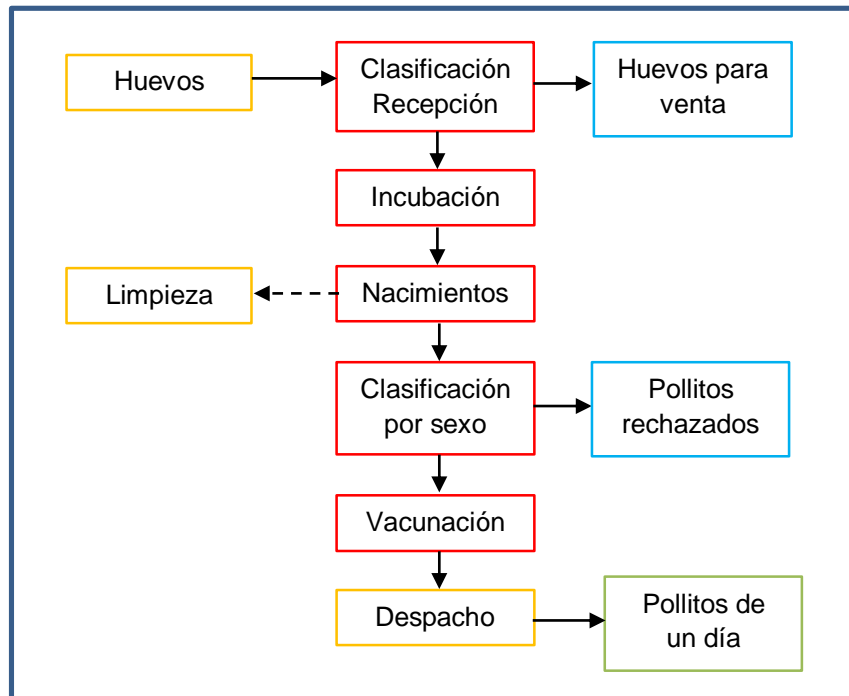 Huevos
Clasificación
Recepción
Huevos para
venta
Incubación
Limpieza
Nacimientos
Clasificación
por sexo
Pollitos
rechazados
Vacunación
Despacho
Pollitos de
un día